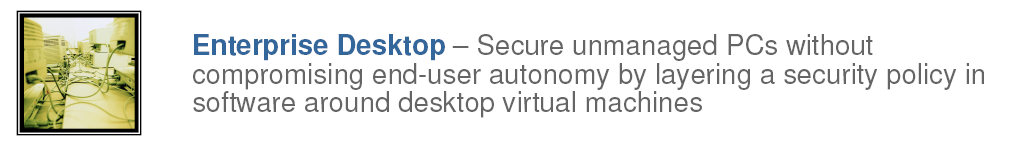 Enterprise Desktop – Secure unmanaged PCs without
compromising end-user autonomy by layering a security policy in
software around desktop virtual machines